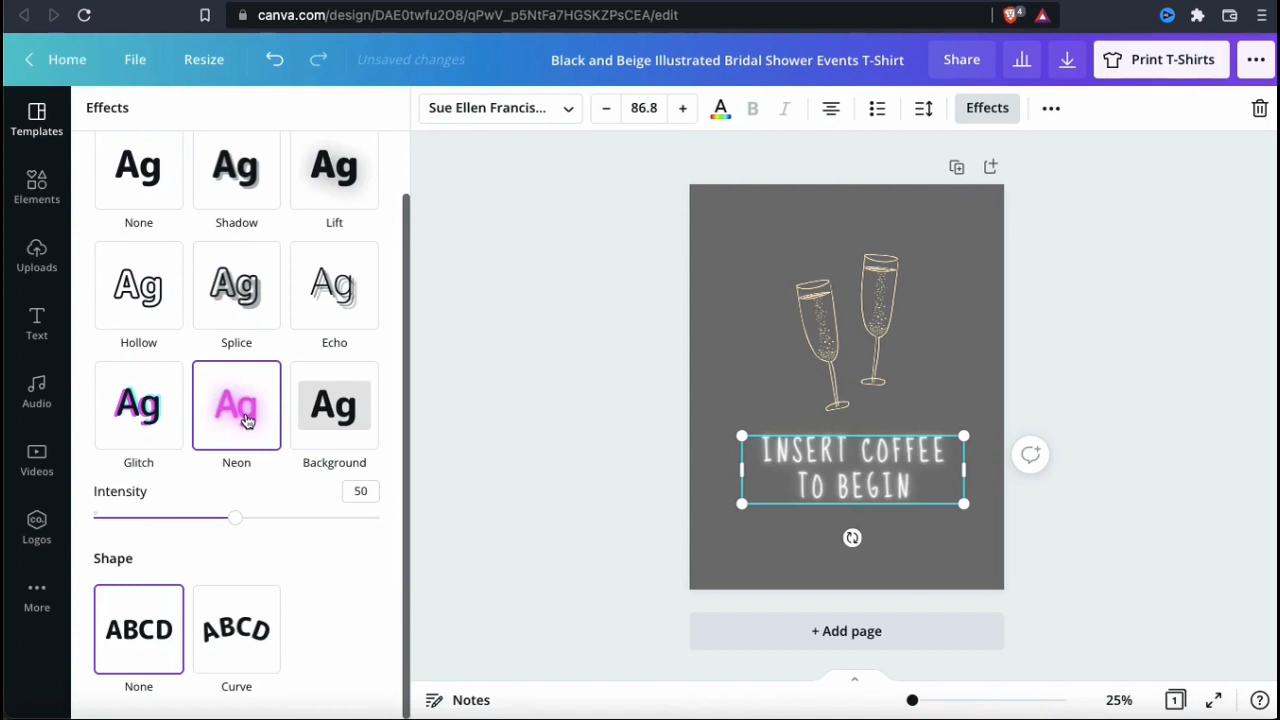 canva.com/design/DAE0twfu2O8/qPwV_p5NtFa7HGSKZPsCEA/edit
4
Home
File
Resize
Unsaved changes
Black and Beige Illustrated Bridal Shower Events T-Shirt
Share
Print T-Shirts
Templates
Elements
Uploads
Text
Audio
Videos
CO.
Logos
More
Effects
Ag
None
Ag
Shadow
Ag
Lift
Ag
Hollow
Ag
Splice
Ag
Echo
Ag
Glitch
Ag
Neon
Ag
Background
Intensity
50
Shape
ABCD
None
ABCD
Curve
Sue Ellen Francis...
86.8
A
B
I
Effects
INSERT COFFEE
TO BEGIN
+ Add page
Notes
25%
1
?